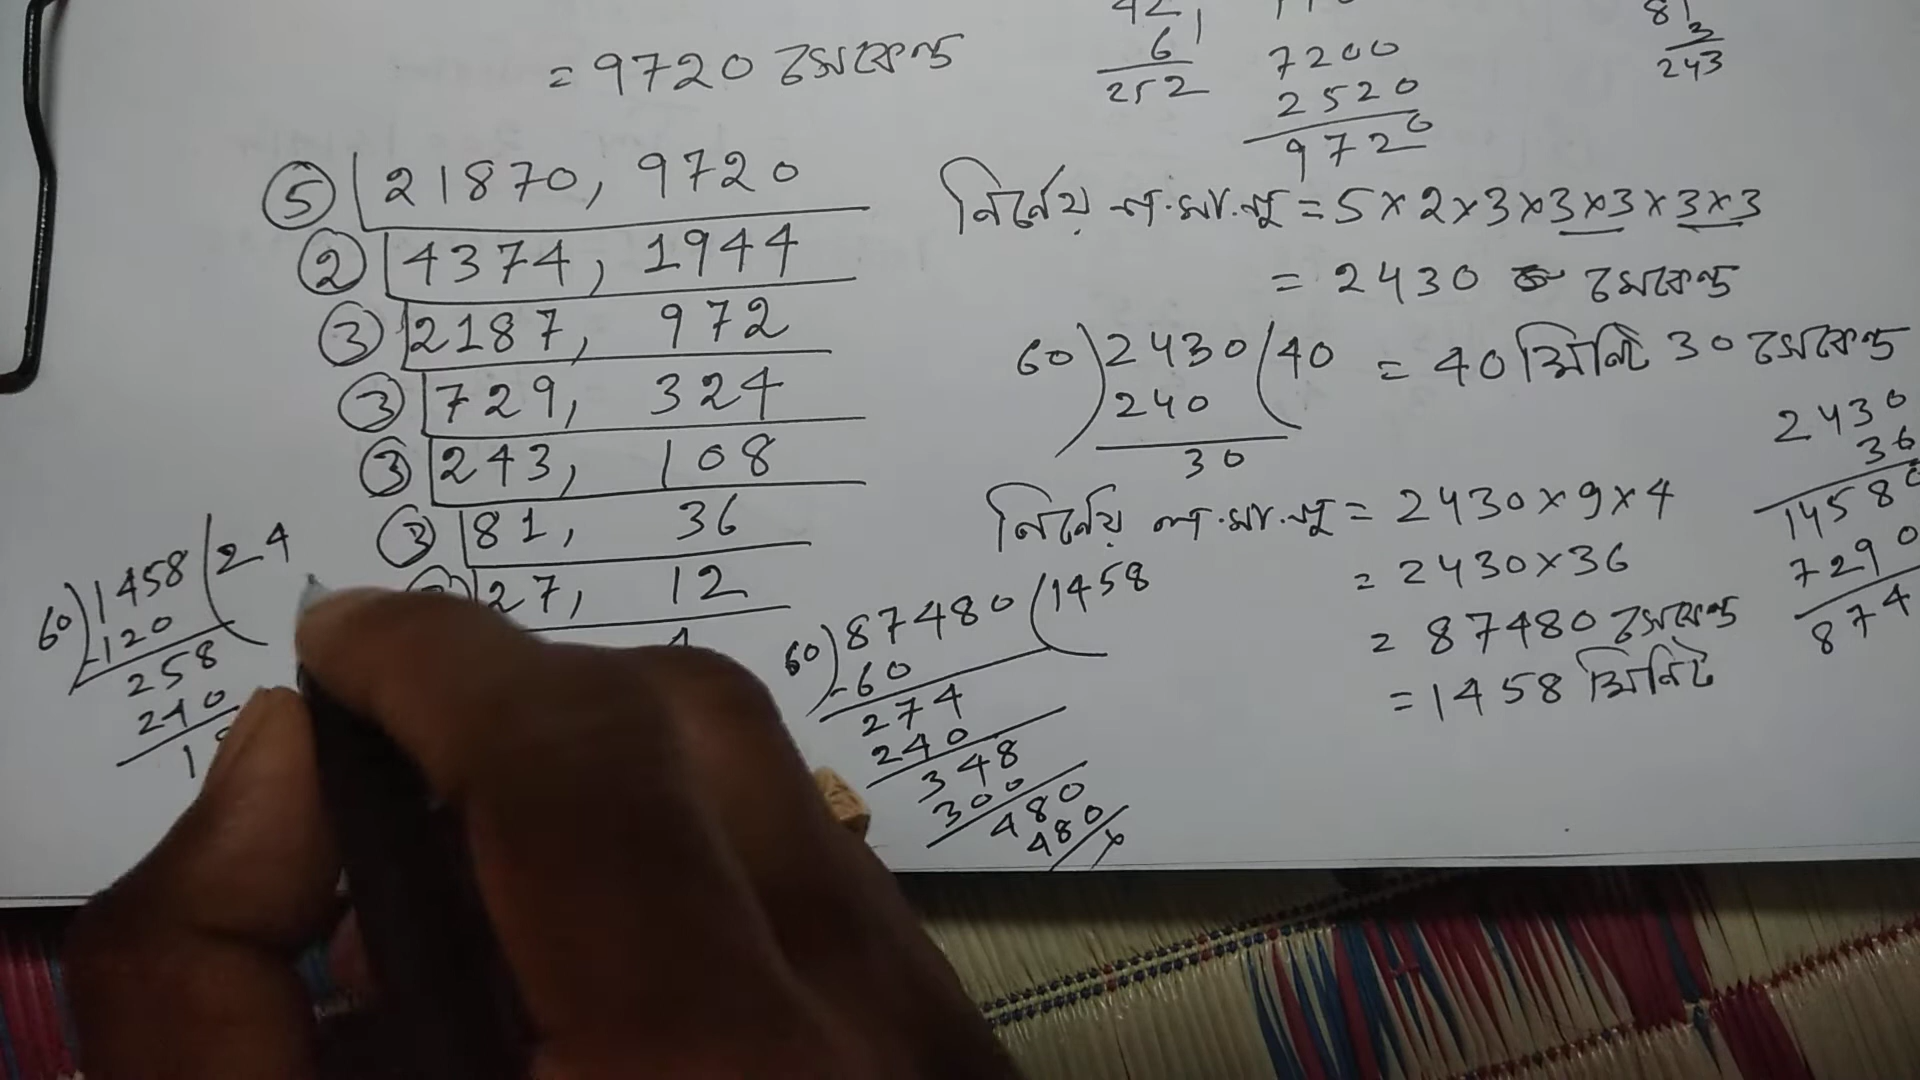 = 9720 সেকেন্ড
5 | 21870, 9720
2 | 4374, 1944
3 | 2187, 972
3 | 729, 324
3 | 243, 108
3 | 81, 36
27, 12
4
6
252
7200
2520
9720
3
243
নির্ণেয় ল.সা.গু = 5 × 2 × 3 × 3 × 3 × 3 × 3
= 2430 সেকেন্ড
60 ) 2430 ( 40 = 40 মিনিট 30 সেকেন্ড
240
30
নির্ণেয় ল.সা.গু = 2430 × 9 × 4
= 2430 × 36
= 87480 সেকেন্ড
= 1458 মিনিট
2430
36
14580
7290
874
60 ) 87480 ( 1458
-60
274
240
348
300
480
480
×
60 ) 1458 ( 24
-120
258
240